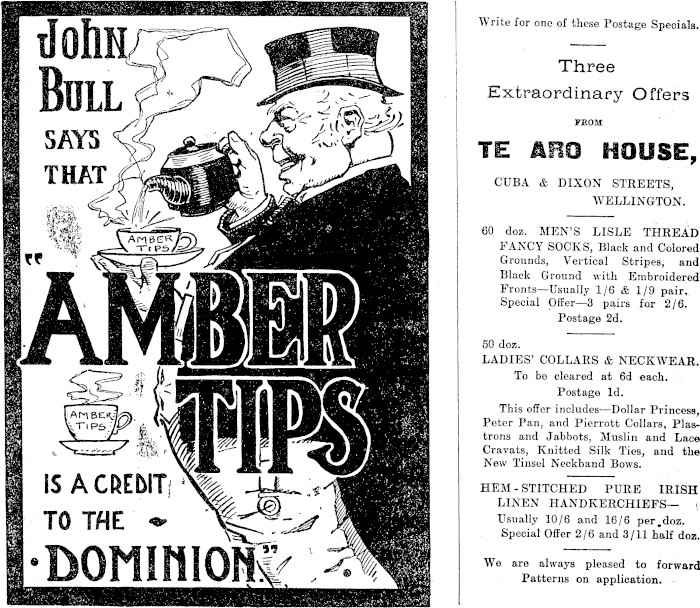 John
BULL
SAYS
THAT
AMBER
TIPS
"AMBER
TIPS
AMBER
TIPS
IS A CREDIT
TO THE
DOMINION."
Write for one of these Postage Specials.
Three
Extraordinary Offers
FROM
TE ARO HOUSE,
CUBA & DIXON STREETS,
WELLINGTON.
60 doz. MEN'S LISLE THREAD
FANCY SOCKS, Black and Colored
Grounds, Vertical Stripes, and
Black Ground with Embroidered
Fronts—Usually 1/6 & 1/9 pair.
Special Offer—3 pairs for 2/6.
Postage 2d.
50 doz.
LADIES' COLLARS & NECKWEAR.
To be cleared at 6d each.
Postage 1d.
This offer includes—Dollar Princess,
Peter Pan, and Pierrott Collars, Plas-
trons and Jabbots, Muslin and Lace
Cravats, Knitted Silk Ties, and the
New Tinsel Neckband Bows.
HEM-STITCHED PURE IRISH
LINEN HANDKERCHIEFS—
Usually 10/6 and 16/6 per doz.
Special Offer 2/6 and 3/11 half doz.
We are always pleased to forward
Patterns on application.